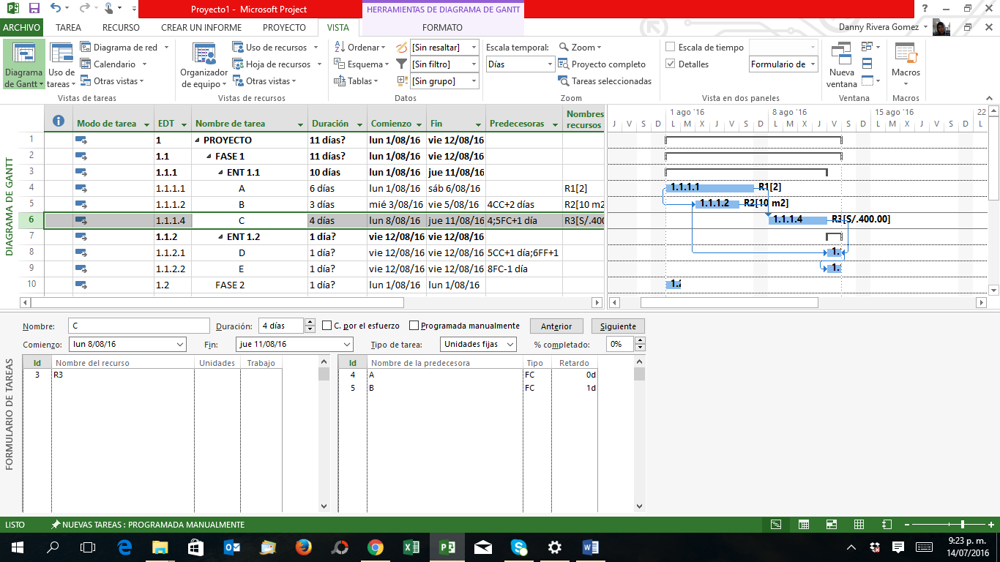 Proyecto1 - Microsoft Project
HERRAMIENTAS DE DIAGRAMA DE GANTT
ARCHIVO TAREA RECURSO CREAR UN INFORME PROYECTO VISTA FORMATO
Danny Rivera Gomez
Diagrama de Gantt
Uso de tareas
Diagrama de red
Calendario
Otras vistas
Vistas de tareas
Organizador de equipo
Uso de recursos
Hoja de recursos
Otras vistas
Vistas de recursos
Ordenar
Esquema
Tablas
[Sin resaltar]
[Sin filtro]
[Sin grupo]
Datos
Escala temporal:
Días
Zoom
Proyecto completo
Tareas seleccionadas
Zoom
Escala de tiempo
Detalles
Formulario de
Vista en dos paneles
Nueva ventana
Ventana
Macros
Macros
DIAGRAMA DE GANTT
Modo de tarea EDT Nombre de tarea Duración Comienzo Fin Predecesoras Nombres recursos
1 1 PROYECTO 11 días? lun 1/08/16 vie 12/08/16
2 1.1 FASE 1 11 días? lun 1/08/16 vie 12/08/16
3 1.1.1 ENT 1.1 10 días lun 1/08/16 jue 11/08/16
4 1.1.1.1 A 6 días lun 1/08/16 sáb 6/08/16 R1[2]
5 1.1.1.2 B 3 días mié 3/08/16 vie 5/08/16 4CC+2 días R2[10 m2
6 1.1.1.4 C 4 días lun 8/08/16 jue 11/08/16 4;5FC+1 día R3[S/.400
7 1.1.2 ENT 1.2 1 día? vie 12/08/16 vie 12/08/16
8 1.1.2.1 D 1 día? vie 12/08/16 vie 12/08/16 5CC+1 día;6FF+1
9 1.1.2.2 E 1 día? vie 12/08/16 vie 12/08/16 8FC-1 día
10 1.2 FASE 2 1 día? lun 1/08/16 lun 1/08/16
1 ago '16 8 ago '16 15 ago '16 22
J V S D L M X J V S D L M X J V S D L M X J V S D L
1.1.1.1 R1[2]
1.1.1.2 R2[10 m2]
1.1.1.4 R3[S/.400.00]
1.
1.
1.
FORMULARIO DE TAREAS
Nombre: C Duración: 4 días C. por el esfuerzo Programada manualmente Anterior Siguiente
Comienzo: lun 8/08/16 Fin: jue 11/08/16 Tipo de tarea: Unidades fijas % completado: 0%
Id Nombre del recurso Unidades Trabajo
3 R3
Id Nombre de la predecesora Tipo Retardo
4 A FC 0d
5 B FC 1d
LISTO NUEVAS TAREAS : PROGRAMADA MANUALMENTE
9:23 p. m.
14/07/2016